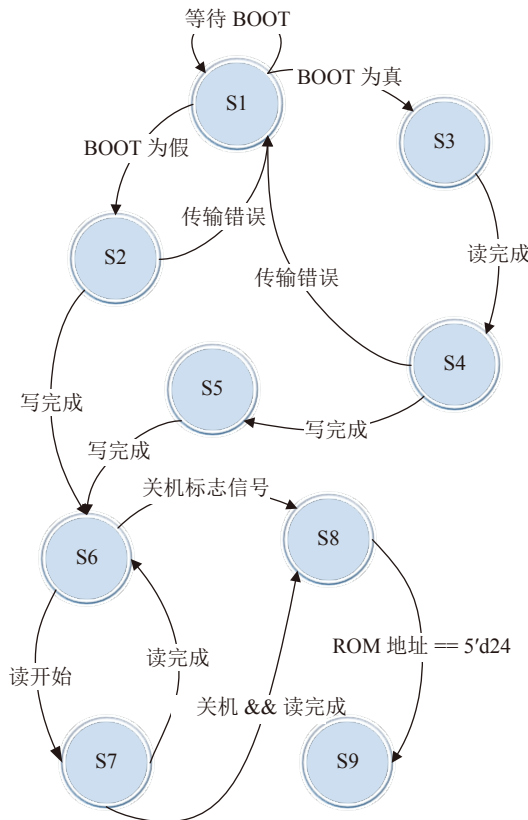 等待 BOOT
S1
BOOT 为真
S3
BOOT 为假
传输错误
S2
读完成
传输错误
S4
S5
写完成
写完成
写完成
关机标志信号
S8
S6
读完成
ROM 地址 == 5′d24
读开始
关机 && 读完成
S7
S9